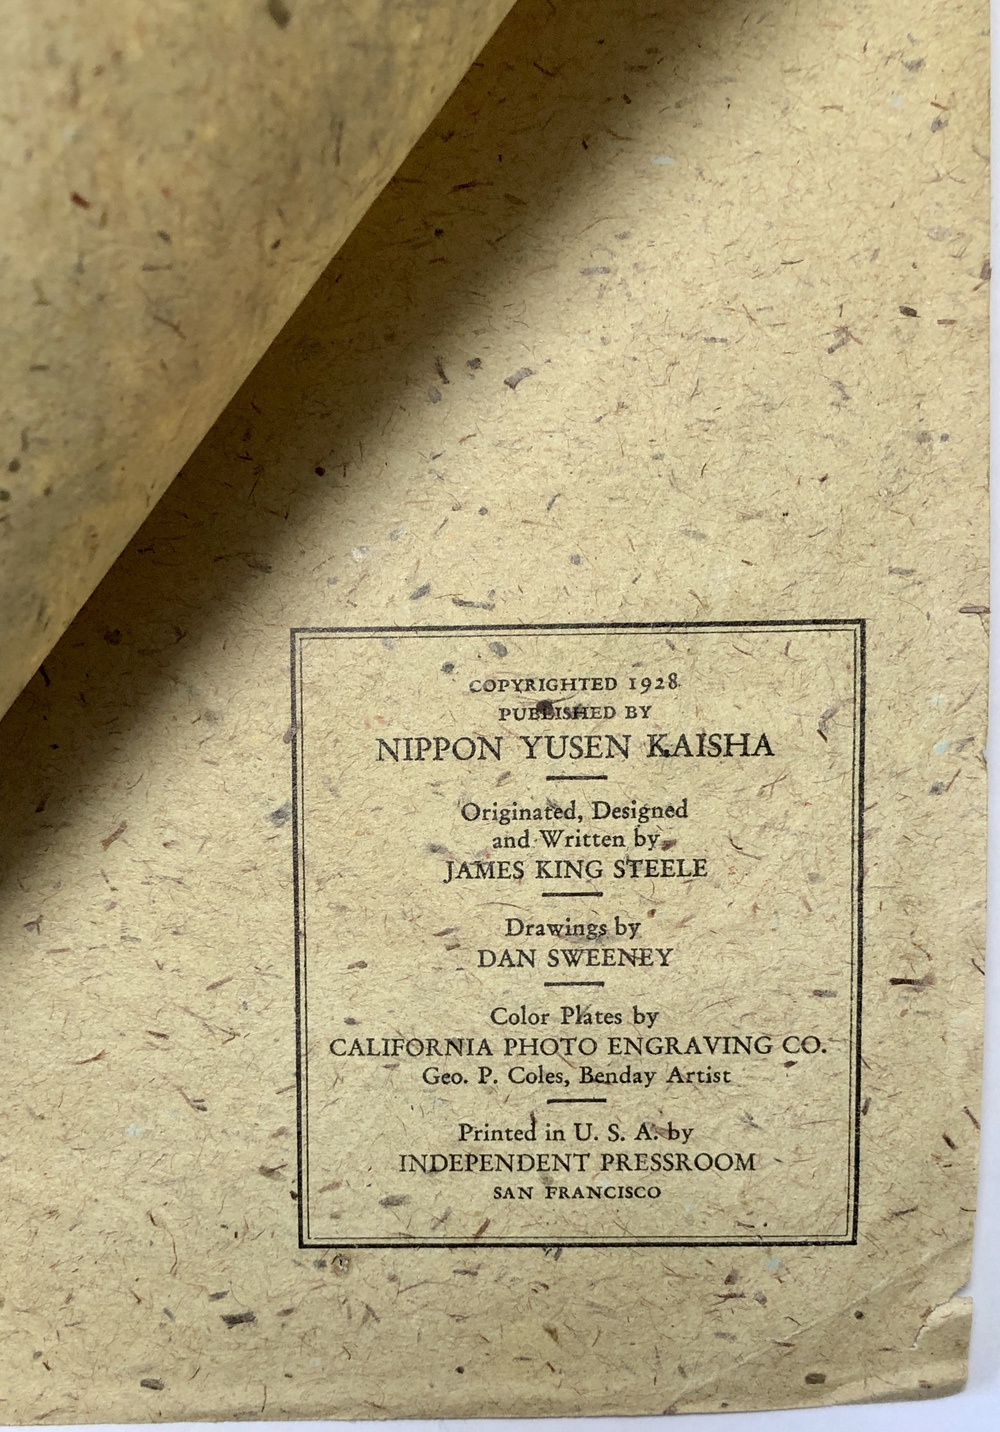 COPYRIGHTED 1928
PUBLISHED BY
NIPPON YUSEN KAISHA
Originated, Designed
and Written by
JAMES KING STEELE
Drawings by
DAN SWEENEY
Color Plates by
CALIFORNIA PHOTO ENGRAVING CO.
Geo. P. Coles, Benday Artist
Printed in U. S. A. by
INDEPENDENT PRESSROOM
SAN FRANCISCO